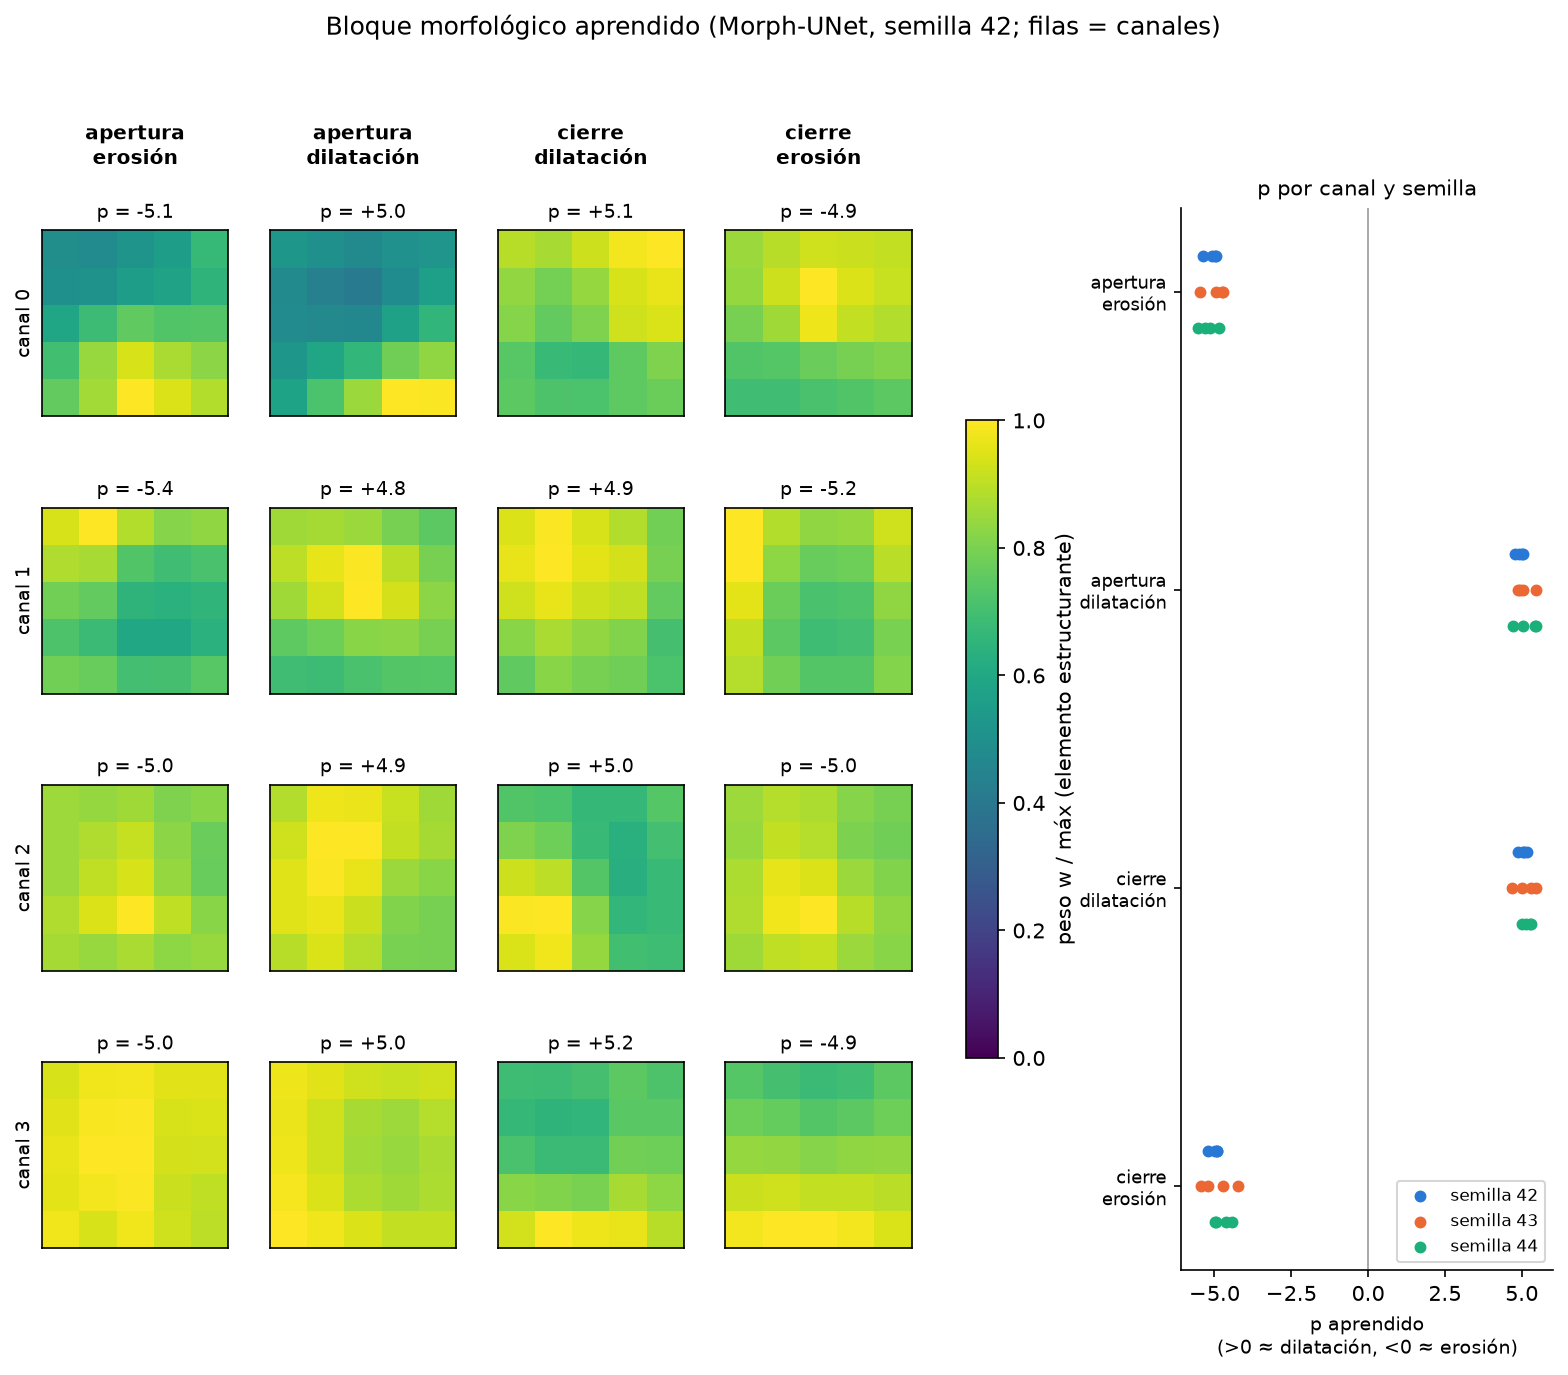 Bloque morfológico aprendido (Morph-UNet, semilla 42; filas = canales)
apertura
erosión
apertura
dilatación
cierre
dilatación
cierre
erosión
canal 0
p = -5.1
p = +5.0
p = +5.1
p = -4.9
canal 1
p = -5.4
p = +4.8
p = +4.9
p = -5.2
canal 2
p = -5.0
p = +4.9
p = +5.0
p = -5.0
canal 3
p = -5.0
p = +5.0
p = +5.2
p = -4.9
1.0
0.8
0.6
0.4
0.2
0.0
peso w / máx (elemento estructurante)
p por canal y semilla
apertura
erosión
apertura
dilatación
cierre
dilatación
cierre
erosión
semilla 42
semilla 43
semilla 44
−5.0
−2.5
0.0
2.5
5.0
p aprendido
(>0 ≈ dilatación, <0 ≈ erosión)